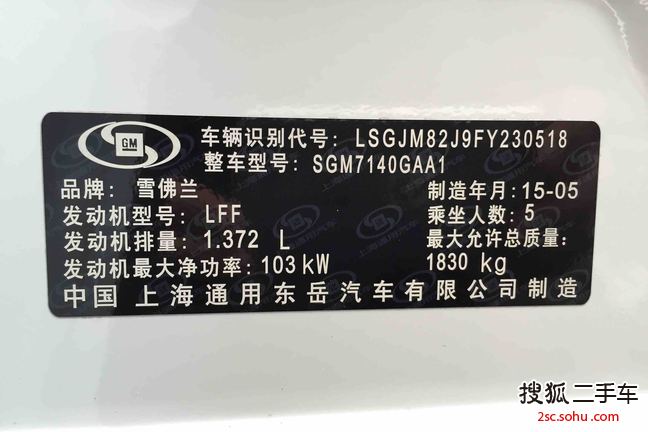 GM
车辆识别代号: LSGJM82J9FY230518
整车型号: SGM7140GAA1
品牌: 雪佛兰
制造年月: 15-05
发动机型号: LFF
乘坐人数: 5
发动机排量: 1.372 L
最大允许总质量:
发动机最大净功率: 103 kW
1830 kg
中国 上海通用东岳汽车有限公司制造
搜狐 二手车
2sc.sohu.com